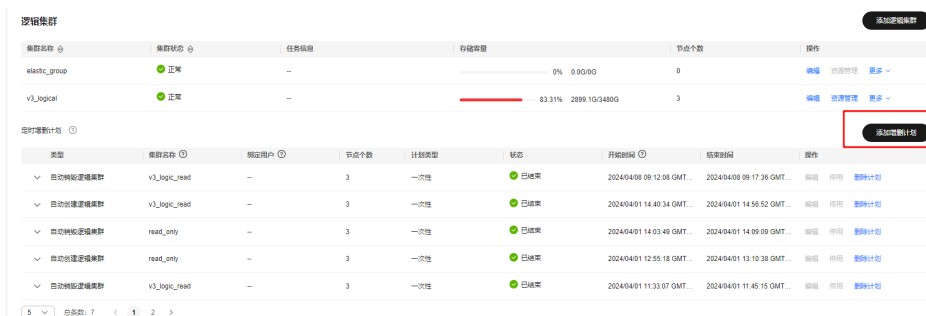 逻辑集群 添加逻辑集群
集群名称 集群状态 任务信息 存储容量 节点个数 操作
elastic_group 正常 -- 0% 0.0G/0G 0 编辑 资源管理 更多
v3_logical 正常 -- 83.31% 2899.1G/3480G 3 编辑 资源管理 更多
定时增删计划 添加增删计划
类型 集群名称 绑定用户 节点个数 计划类型 状态 开始时间 结束时间 操作
自动销毁逻辑集群 v3_logic_read -- 3 一次性 已结束 2024/04/08 09:12:08 GMT... 2024/04/08 09:17:36 GMT... 编辑 停用 删除计划
自动创建逻辑集群 v3_logic_read -- 3 一次性 已结束 2024/04/01 14:40:34 GMT... 2024/04/01 14:56:52 GMT... 编辑 停用 删除计划
自动销毁逻辑集群 read_only -- 3 一次性 已结束 2024/04/01 14:03:49 GMT... 2024/04/01 14:09:09 GMT... 编辑 停用 删除计划
自动创建逻辑集群 read_only -- 3 一次性 已结束 2024/04/01 12:55:18 GMT... 2024/04/01 13:10:38 GMT... 编辑 停用 删除计划
自动销毁逻辑集群 v3_logic_read -- 3 一次性 已结束 2024/04/01 11:33:07 GMT... 2024/04/01 11:45:15 GMT... 编辑 停用 删除计划
5 总条数: 7 < 1 2 >